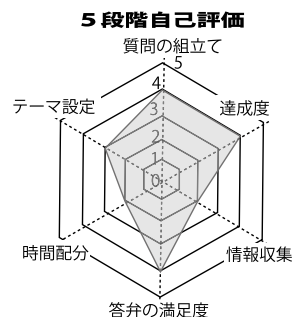 ５段階自己評価
質問の組立て
5
4
テーマ設定
3
達成度
2
1
0
時間配分
情報収集
答弁の満足度